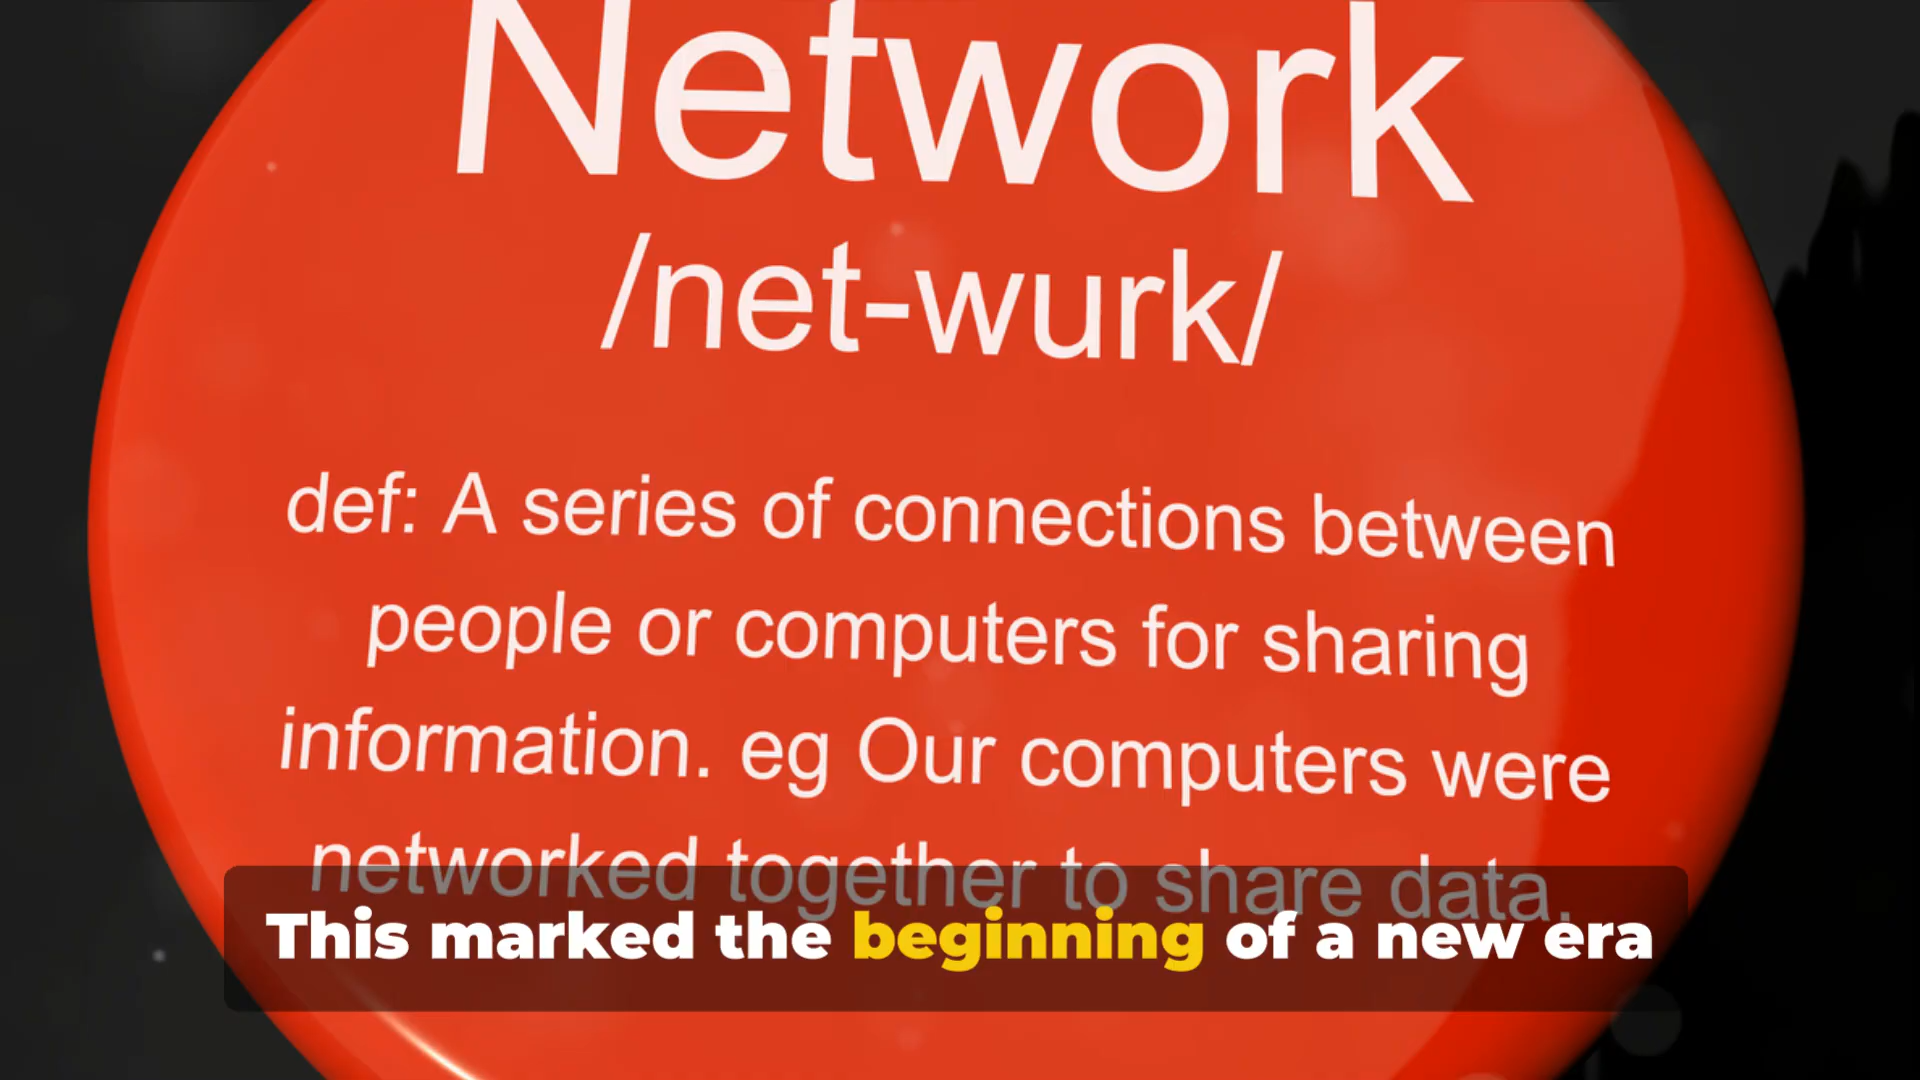 Network
/net-wurk/
def: A series of connections between
people or computers for sharing
information. eg Our computers were
networked together to share data.
This marked the beginning of a new era